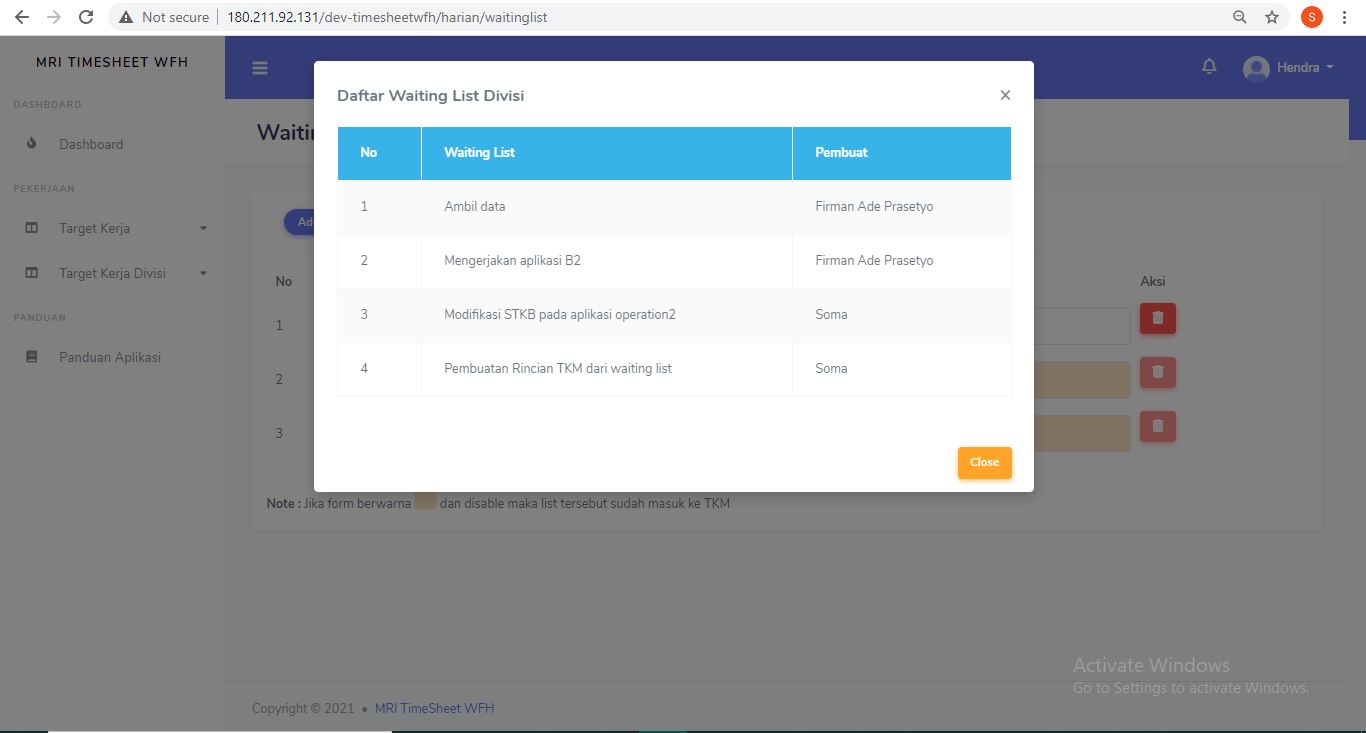 Not secure | 180.211.92.131/dev-timesheetwfh/harian/waitinglist
S
MRI TIMESHEET WFH
Hendra
DASHBOARD
Dashboard
PEKERJAAN
Target Kerja
Target Kerja Divisi
PANDUAN
Panduan Aplikasi
Waiti
Ad
No
Aksi
1
2
3
Daftar Waiting List Divisi
×
No Waiting List Pembuat
1 Ambil data Firman Ade Prasetyo
2 Mengerjakan aplikasi B2 Firman Ade Prasetyo
3 Modifikasi STKB pada aplikasi operation2 Soma
4 Pembuatan Rincian TKM dari waiting list Soma
Close
Note : Jika form berwarna dan disable maka list tersebut sudah masuk ke TKM
Activate Windows
Go to Settings to activate Windows.
Copyright © 2021 • MRI TimeSheet WFH